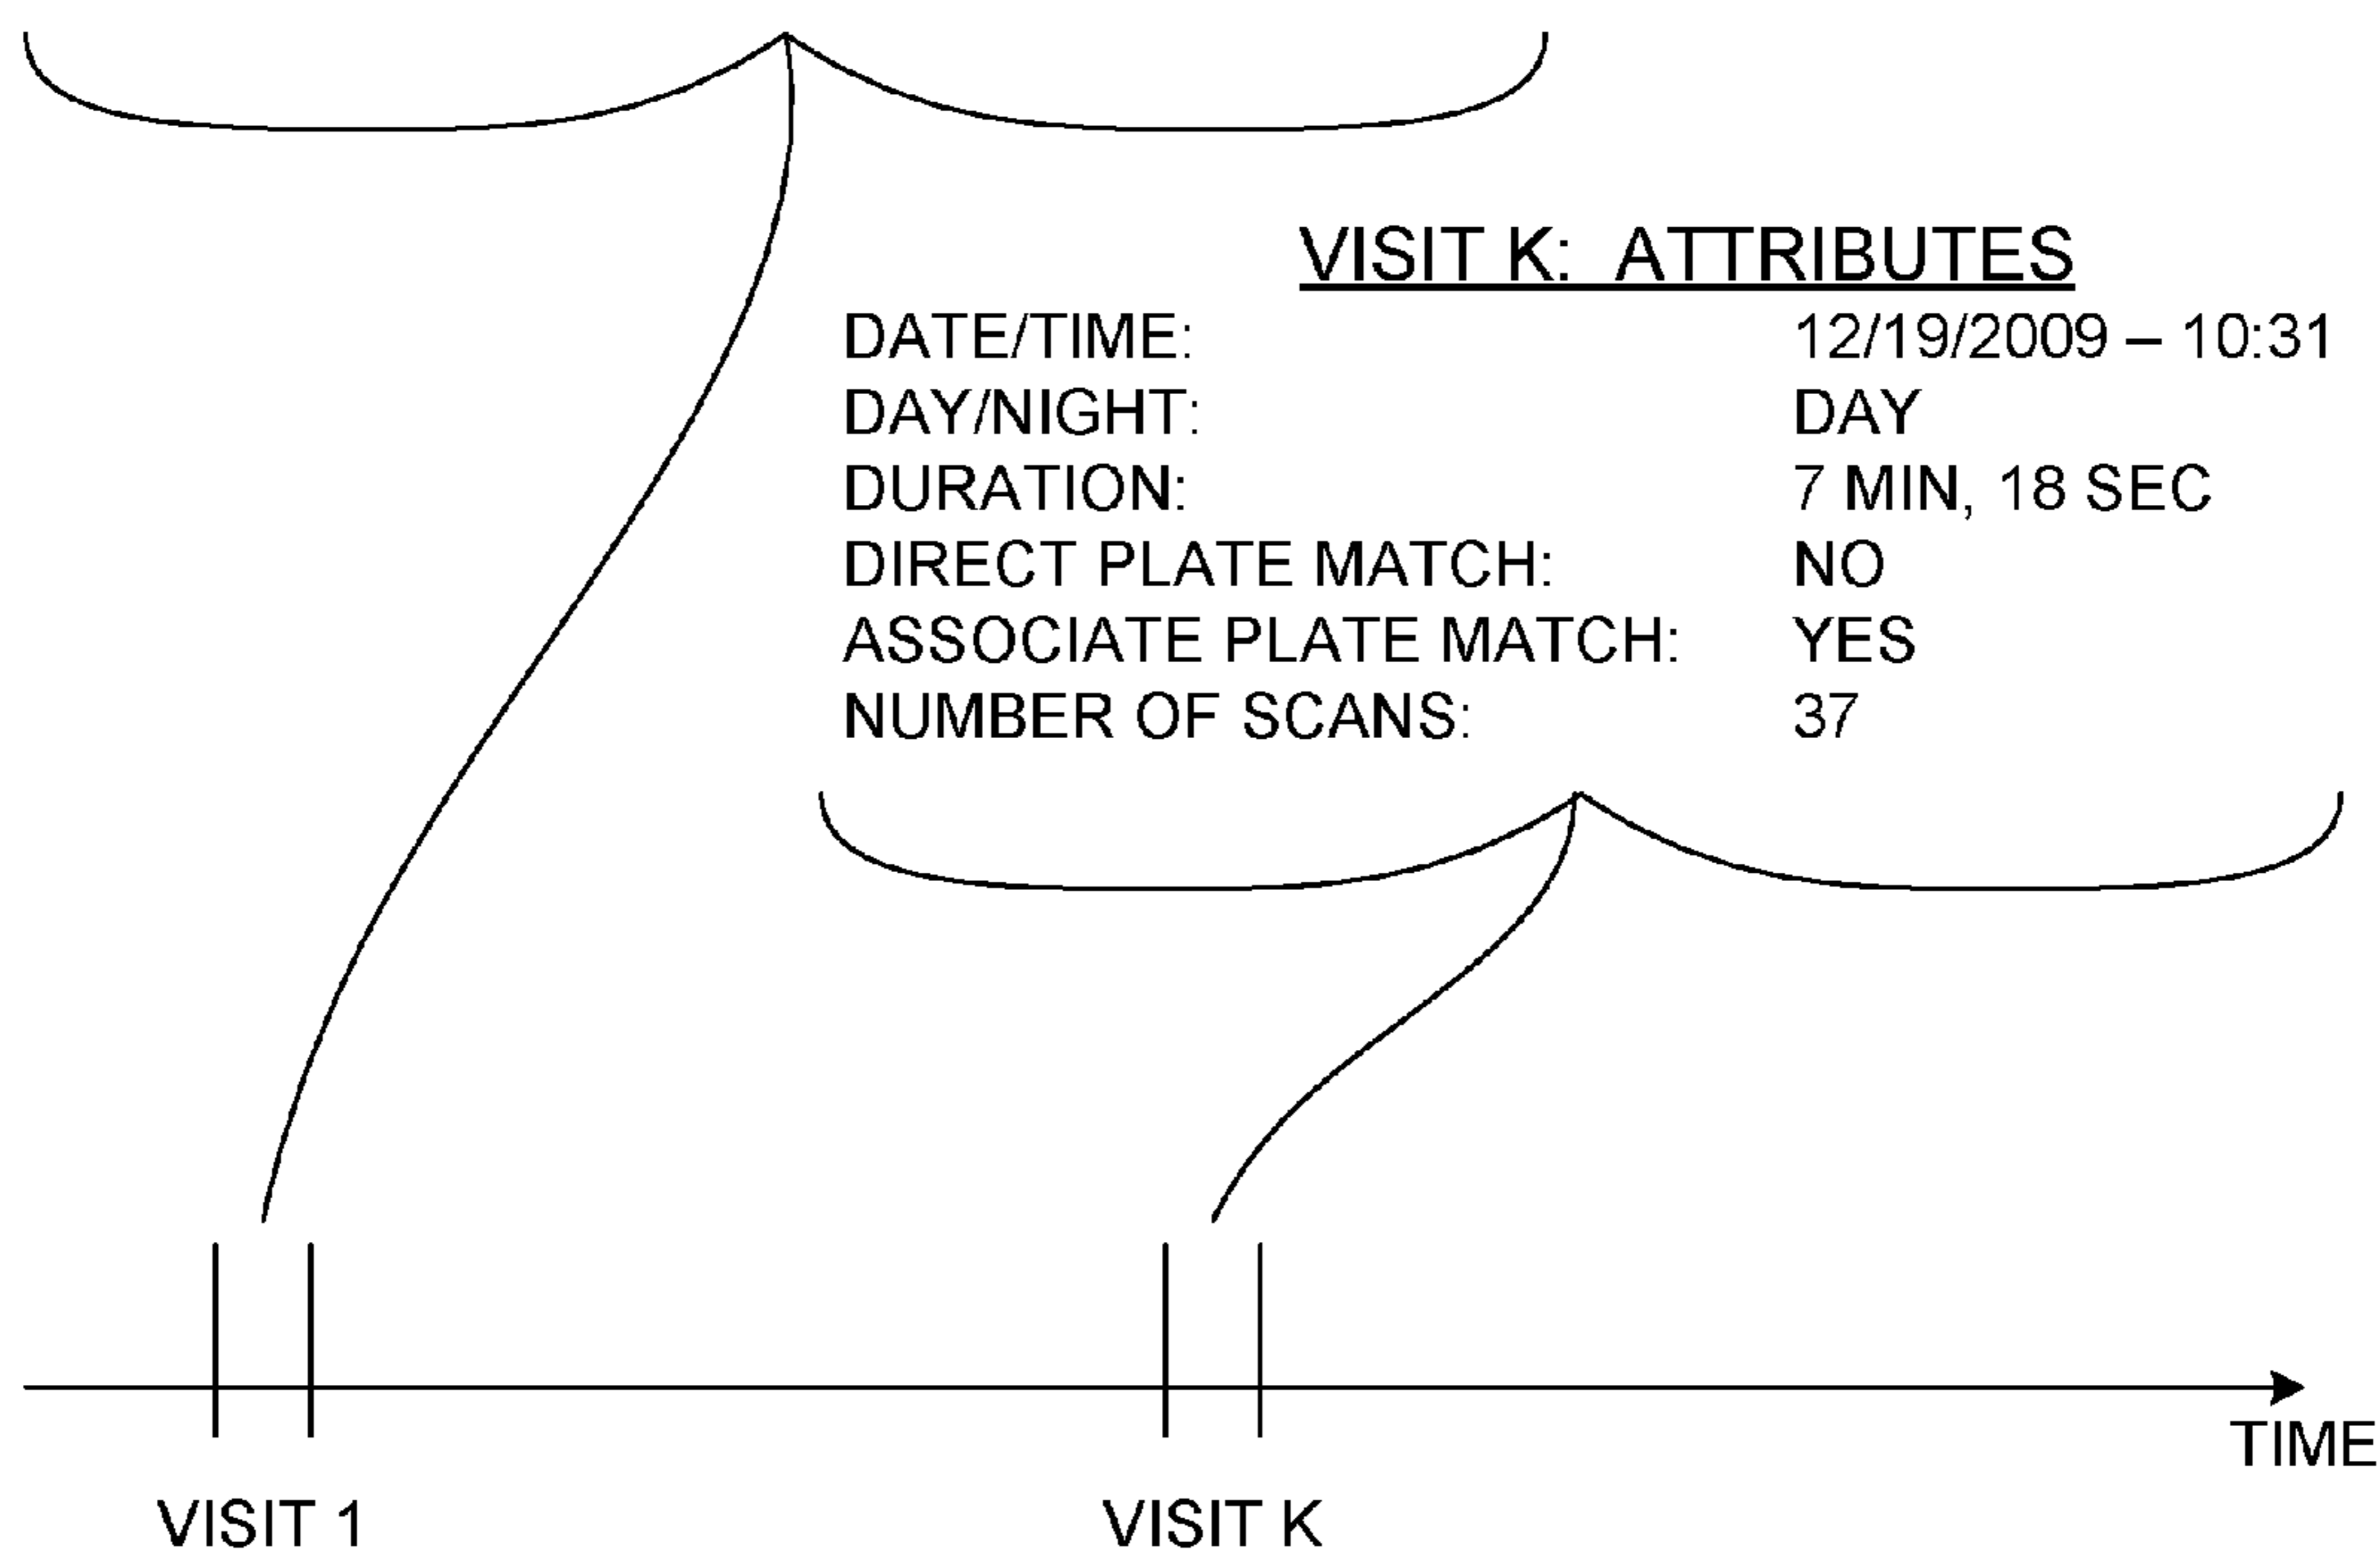 VISIT K: ATTRIBUTES
DATE/TIME: 12/19/2009 – 10:31
DAY/NIGHT: DAY
DURATION: 7 MIN, 18 SEC
DIRECT PLATE MATCH: NO
ASSOCIATE PLATE MATCH: YES
NUMBER OF SCANS: 37
TIME
VISIT 1 VISIT K